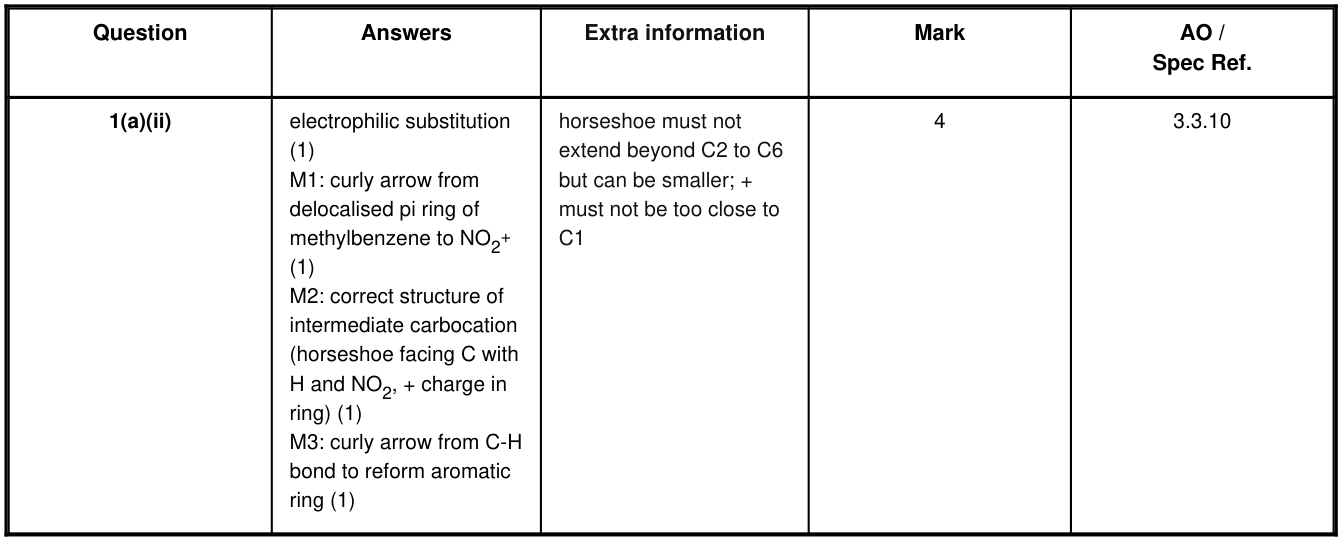 Question Answers Extra information Mark AO /
Spec Ref.
1(a)(ii)
electrophilic substitution
(1)
M1: curly arrow from
delocalised pi ring of
methylbenzene to NO₂⁺
(1)
M2: correct structure of
intermediate carbocation
(horseshoe facing C with
H and NO₂, + charge in
ring) (1)
M3: curly arrow from C-H
bond to reform aromatic
ring (1)
horseshoe must not
extend beyond C2 to C6
but can be smaller; +
must not be too close to
C1
4
3.3.10